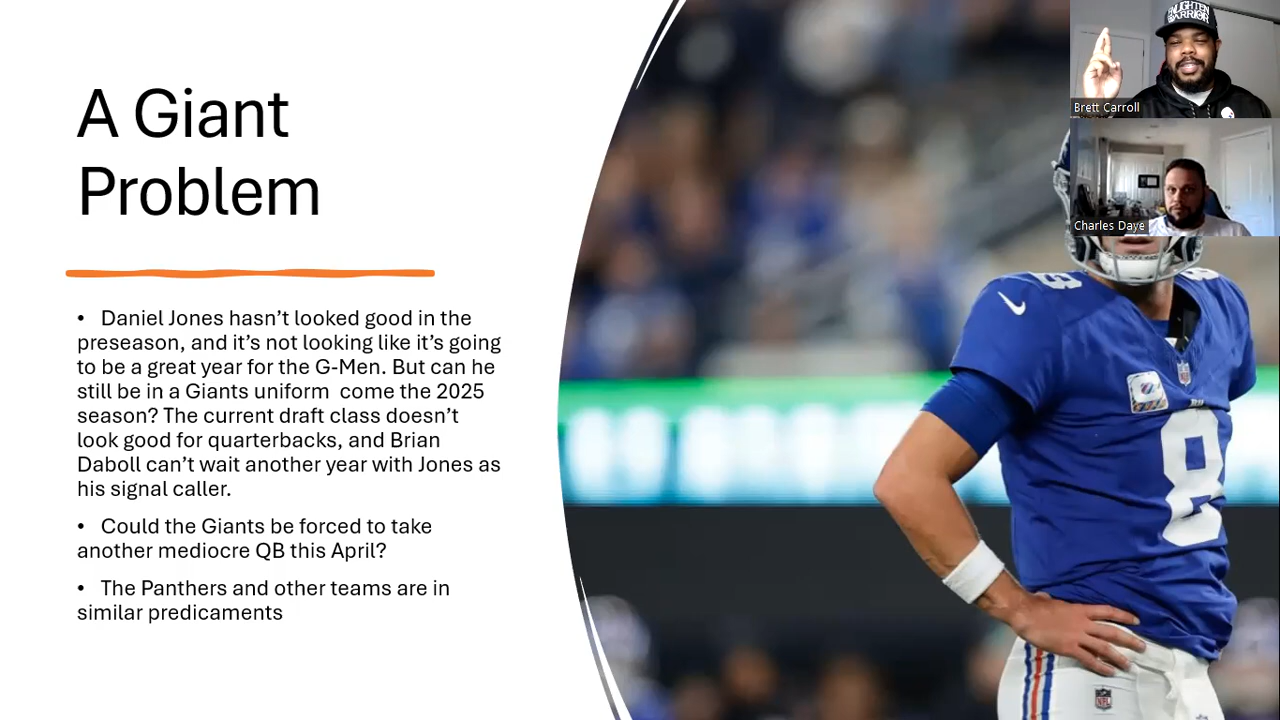 A Giant
Problem
• Daniel Jones hasn’t looked good in the
preseason, and it’s not looking like it’s going
to be a great year for the G-Men. But can he
still be in a Giants uniform  come the 2025
season? The current draft class doesn’t
look good for quarterbacks, and Brian
Daboll can’t wait another year with Jones as
his signal caller.
• Could the Giants be forced to take
another mediocre QB this April?
• The Panthers and other teams are in
similar predicaments
WARRIOR
Brett Carroll
Charles Daye
8
NFL